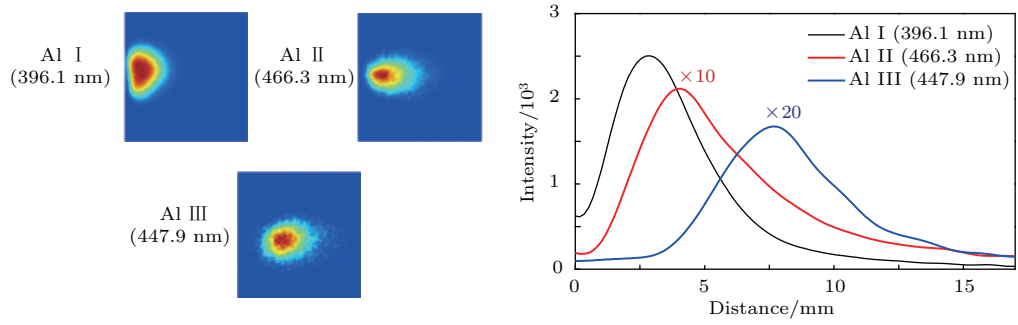 Al Ⅰ
(396.1 nm)
Al Ⅱ
(466.3 nm)
Al Ⅲ
(447.9 nm)
Intensity/10³
3
2
1
0
0
5
10
15
Distance/mm
×10
×20
Al Ⅰ (396.1 nm)
Al Ⅱ (466.3 nm)
Al Ⅲ (447.9 nm)